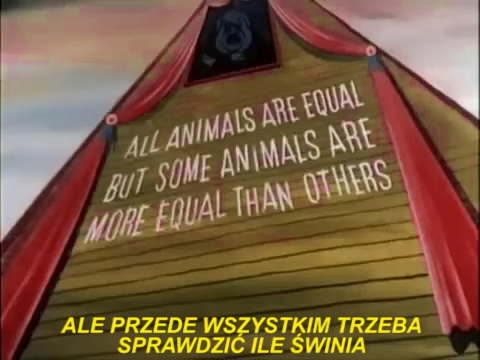 ALL ANIMALS ARE EQUAL
BUT SOME ANIMALS ARE
MORE EQUAL THAN OTHERS
ALE PRZEDE WSZYSTKIM TRZEBA
SPRAWDZIĆ ILE ŚWINIA